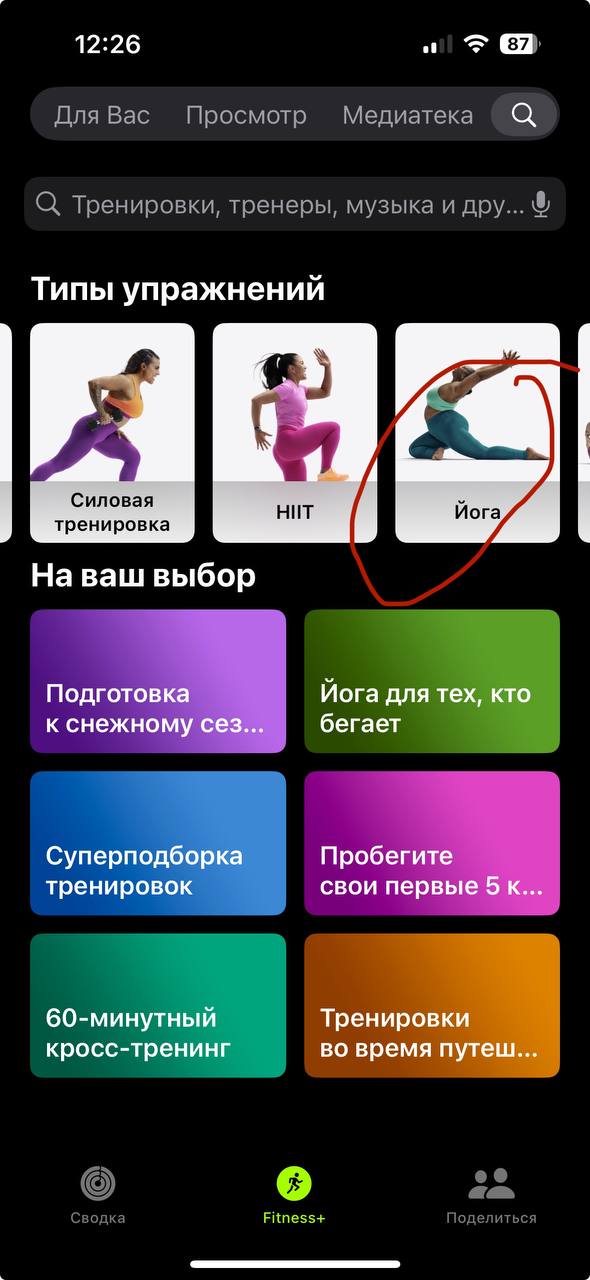 12:26
87
Для Вас Просмотр Медиатека
Тренировки, тренеры, музыка и дру...
Типы упражнений
Силовая
тренировка
HIIT
Йога
На ваш выбор
Подготовка
к снежному сез...
Йога для тех, кто
бегает
Суперподборка
тренировок
Пробегите
свои первые 5 к...
60-минутный
кросс-тренинг
Тренировки
во время путеш...
Сводка
Fitness+
Поделиться